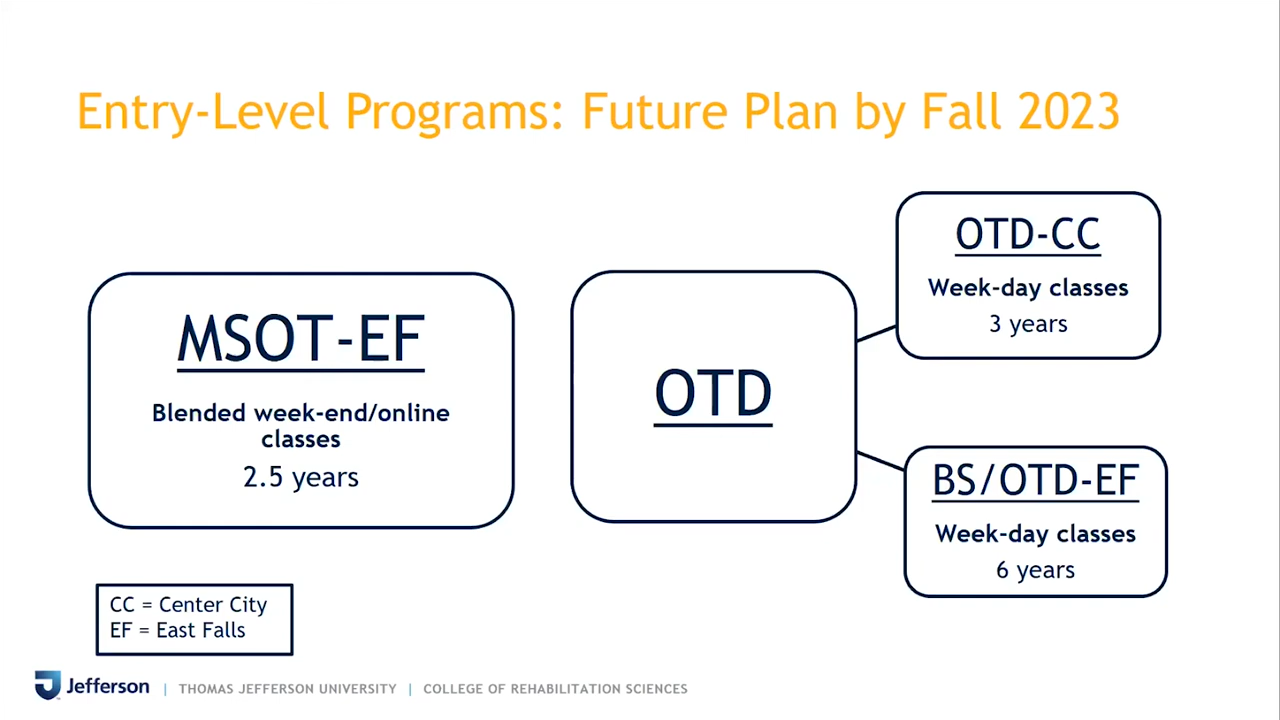 Entry-Level Programs: Future Plan by Fall 2023
MSOT-EF
Blended week-end/online
classes
2.5 years
OTD
OTD-CC
Week-day classes
3 years
BS/OTD-EF
Week-day classes
6 years
CC = Center City
EF = East Falls
Jefferson | THOMAS JEFFERSON UNIVERSITY | COLLEGE OF REHABILITATION SCIENCES